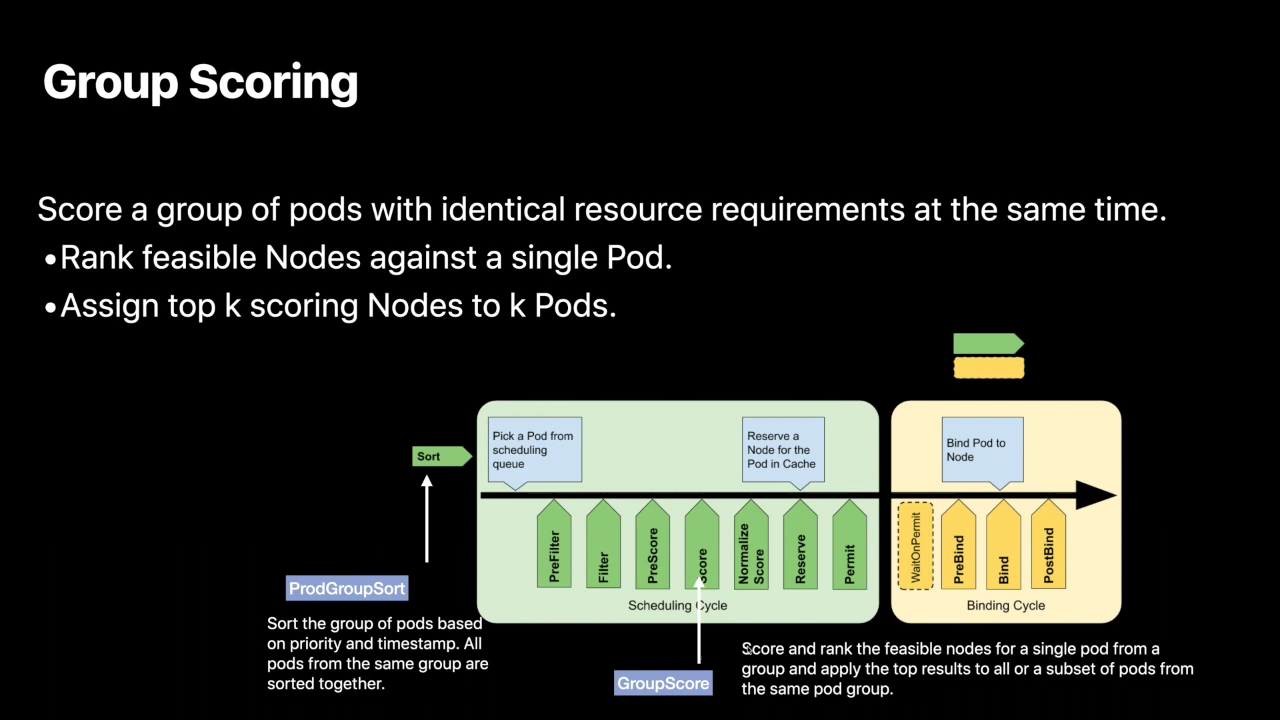 Group Scoring
Score a group of pods with identical resource requirements at the same time.
•Rank feasible Nodes against a single Pod.
•Assign top k scoring Nodes to k Pods.
Pick a Pod from
scheduling
queue
Reserve a
Node for the
Pod in Cache
Bind Pod to
Node
Sort
PreFilter
Filter
PreScore
Score
Normalize
Score
Reserve
Permit
WaitOnPermit
PreBind
Bind
PostBind
Scheduling Cycle
Binding Cycle
ProdGroupSort
Sort the group of pods based
on priority and timestamp. All
pods from the same group are
sorted together.
GroupScore
Score and rank the feasible nodes for a single pod from a
group and apply the top results to all or a subset of pods from
the same pod group.